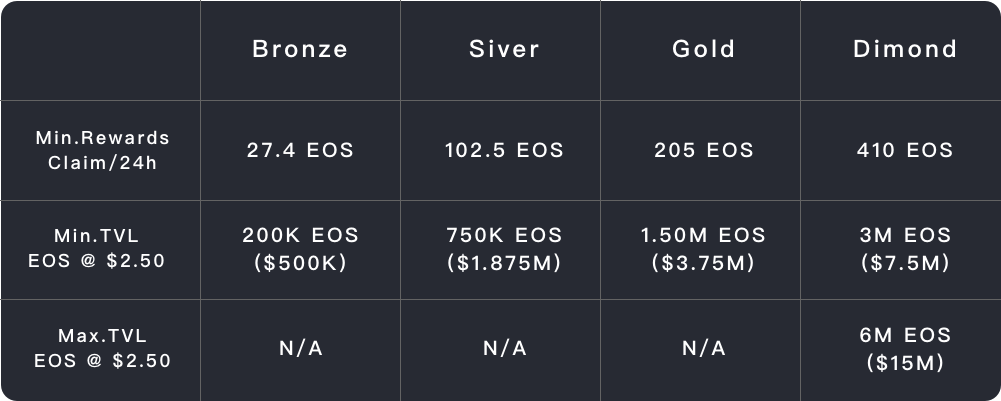 Bronze
Siver
Gold
Dimond
Min.Rewards
Claim/24h
27.4 EOS
102.5 EOS
205 EOS
410 EOS
Min.TVL
EOS @ $2.50
200K EOS
($500K)
750K EOS
($1.875M)
1.50M EOS
($3.75M)
3M EOS
($7.5M)
Max.TVL
EOS @ $2.50
N/A
N/A
N/A
6M EOS
($15M)